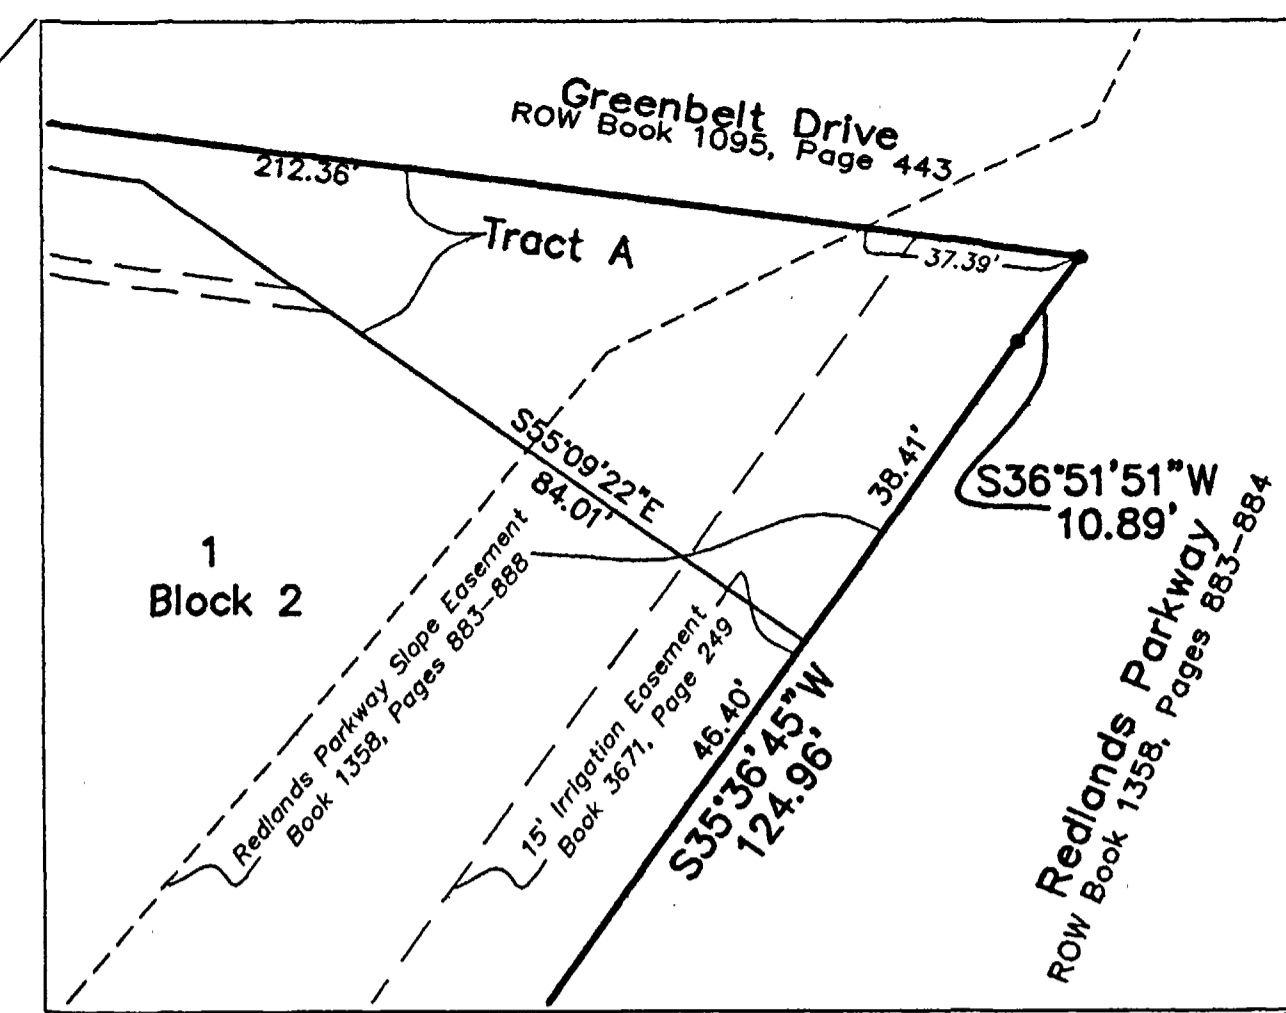 Greenbelt Drive
ROW Book 1095, Page 443
212.36'
Tract A
37.39'
S55°09'22"E
84.01'
38.41'
S36°51'51"W
10.89'
1
Block 2
Redlands Parkway Slope Easement
Book 1358, Pages 883-888
15' Irrigation Easement
Book 3671, Page 249
46.40'
S35°36'45"W
124.96'
Redlands Parkway
ROW Book 1358, Pages 883-884